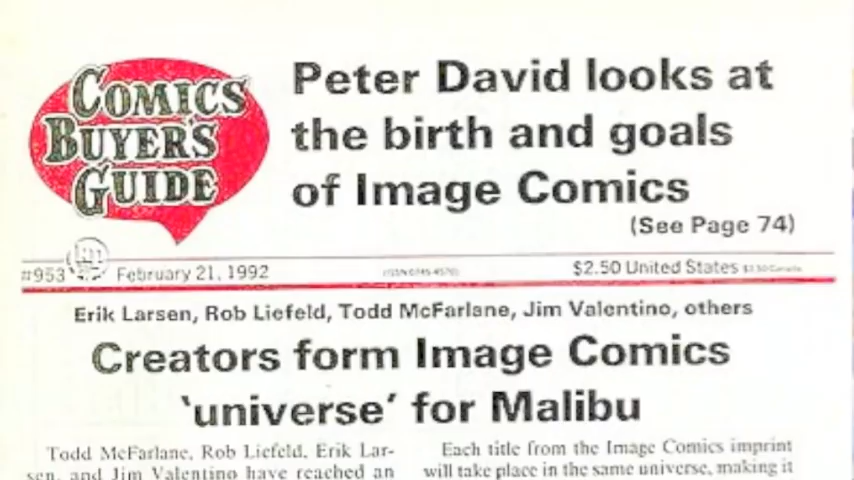 COMICS
BUYER'S
GUIDE
Peter David looks at
the birth and goals
of Image Comics
(See Page 74)
#953
February 21, 1992
$2.50 United States
Erik Larsen, Rob Liefeld, Todd McFarlane, Jim Valentino, others
Creators form Image Comics
'universe' for Malibu
Todd McFarlane, Rob Liefeld, Erik Lar-
sen, and Jim Valentino have reached an
Each title from the Image Comics imprint
will take place in the same universe, making it